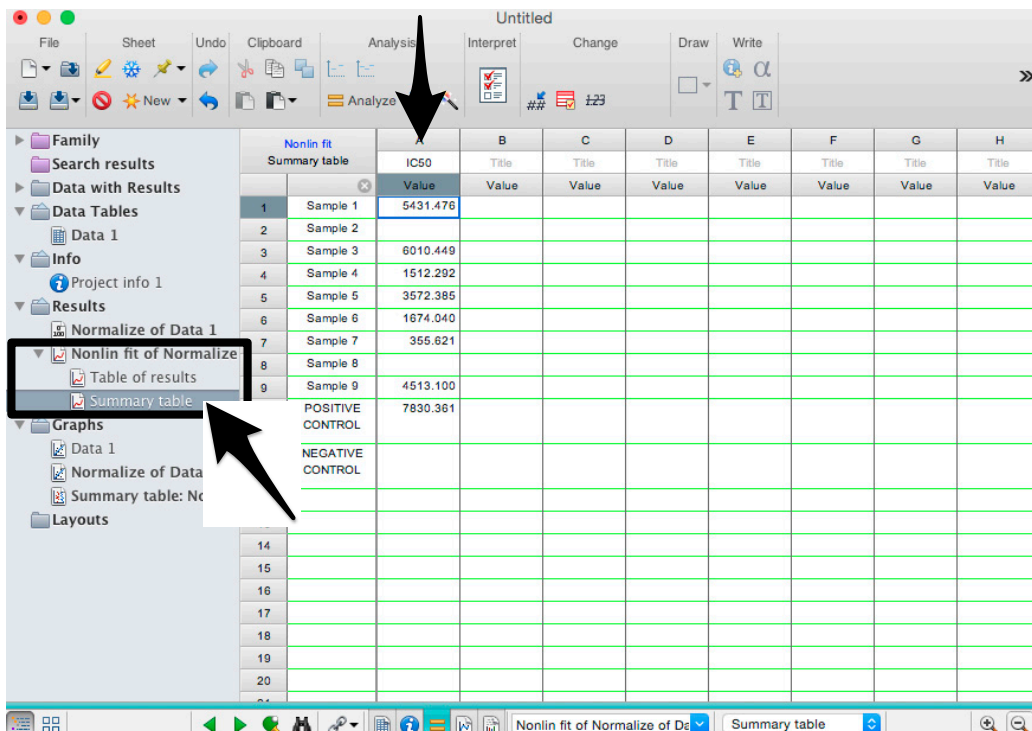 Untitled
File Sheet Undo Clipboard Analysis Interpret Change Draw Write
New Analyze
Family
Search results
Data with Results
Data Tables
Data 1
Info
Project info 1
Results
Normalize of Data 1
Nonlin fit of Normalize
Table of results
Summary table
Graphs
Data 1
Normalize of Data
Summary table: No
Layouts
Nonlin fit A B C D E F G H
Summary table IC50 Title Title Title Title Title Title Title
Value Value Value Value Value Value Value Value
1 Sample 1 5431.476
2 Sample 2
3 Sample 3 6010.449
4 Sample 4 1512.292
5 Sample 5 3572.385
6 Sample 6 1674.040
7 Sample 7 355.621
8 Sample 8
9 Sample 9 4513.100
POSITIVE CONTROL 7830.361
NEGATIVE CONTROL
14
15
16
17
18
19
20
Nonlin fit of Normalize of Da Summary table